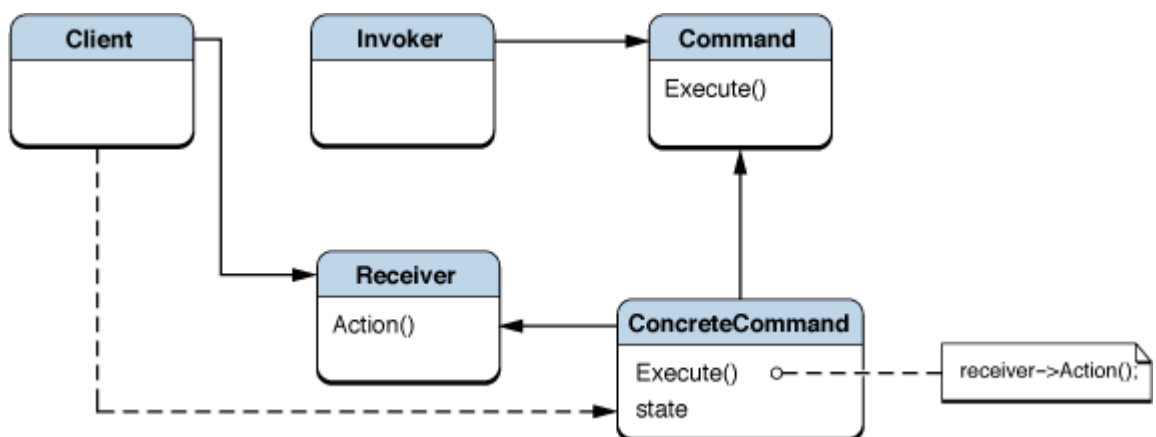 Client
Invoker
Command
Execute()
Receiver
Action()
ConcreteCommand
Execute()
state
receiver->Action();